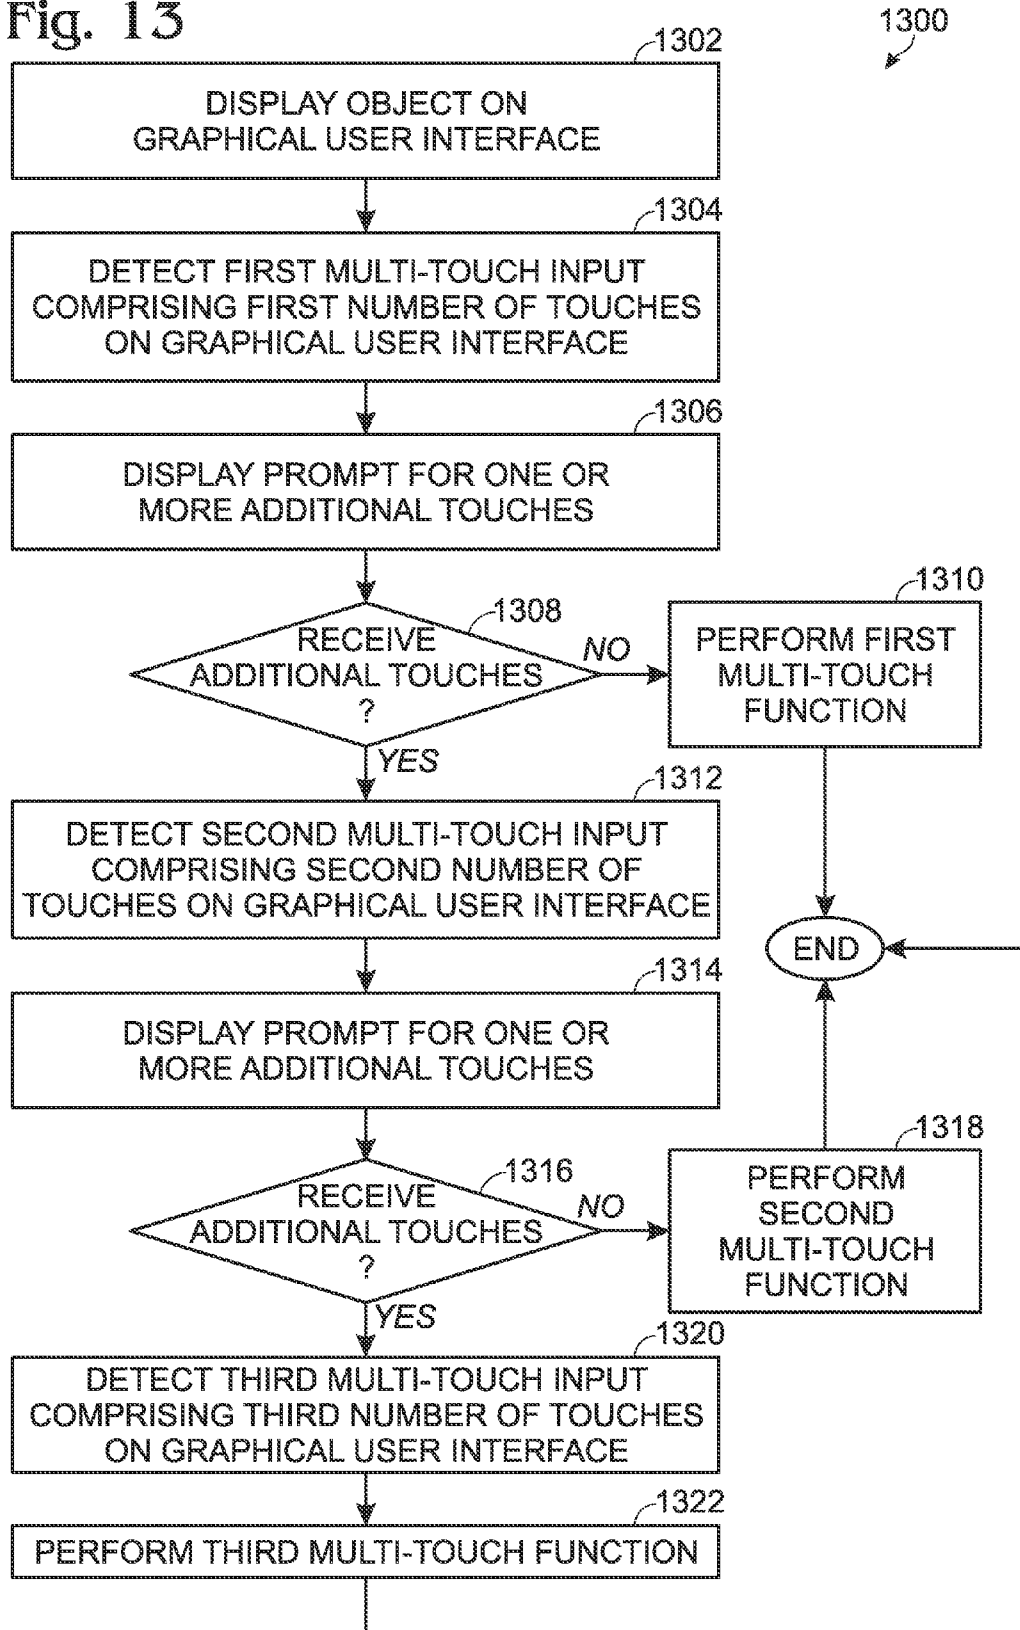 Fig. 13
1300
1302
DISPLAY OBJECT ON
GRAPHICAL USER INTERFACE
1304
DETECT FIRST MULTI-TOUCH INPUT
COMPRISING FIRST NUMBER OF TOUCHES
ON GRAPHICAL USER INTERFACE
1306
DISPLAY PROMPT FOR ONE OR
MORE ADDITIONAL TOUCHES
1308
RECEIVE
ADDITIONAL TOUCHES
?
NO
YES
1310
PERFORM FIRST
MULTI-TOUCH
FUNCTION
1312
DETECT SECOND MULTI-TOUCH INPUT
COMPRISING SECOND NUMBER OF
TOUCHES ON GRAPHICAL USER INTERFACE
END
1314
DISPLAY PROMPT FOR ONE OR
MORE ADDITIONAL TOUCHES
1316
RECEIVE
ADDITIONAL TOUCHES
?
NO
YES
1318
PERFORM
SECOND
MULTI-TOUCH
FUNCTION
1320
DETECT THIRD MULTI-TOUCH INPUT
COMPRISING THIRD NUMBER OF TOUCHES
ON GRAPHICAL USER INTERFACE
1322
PERFORM THIRD MULTI-TOUCH FUNCTION